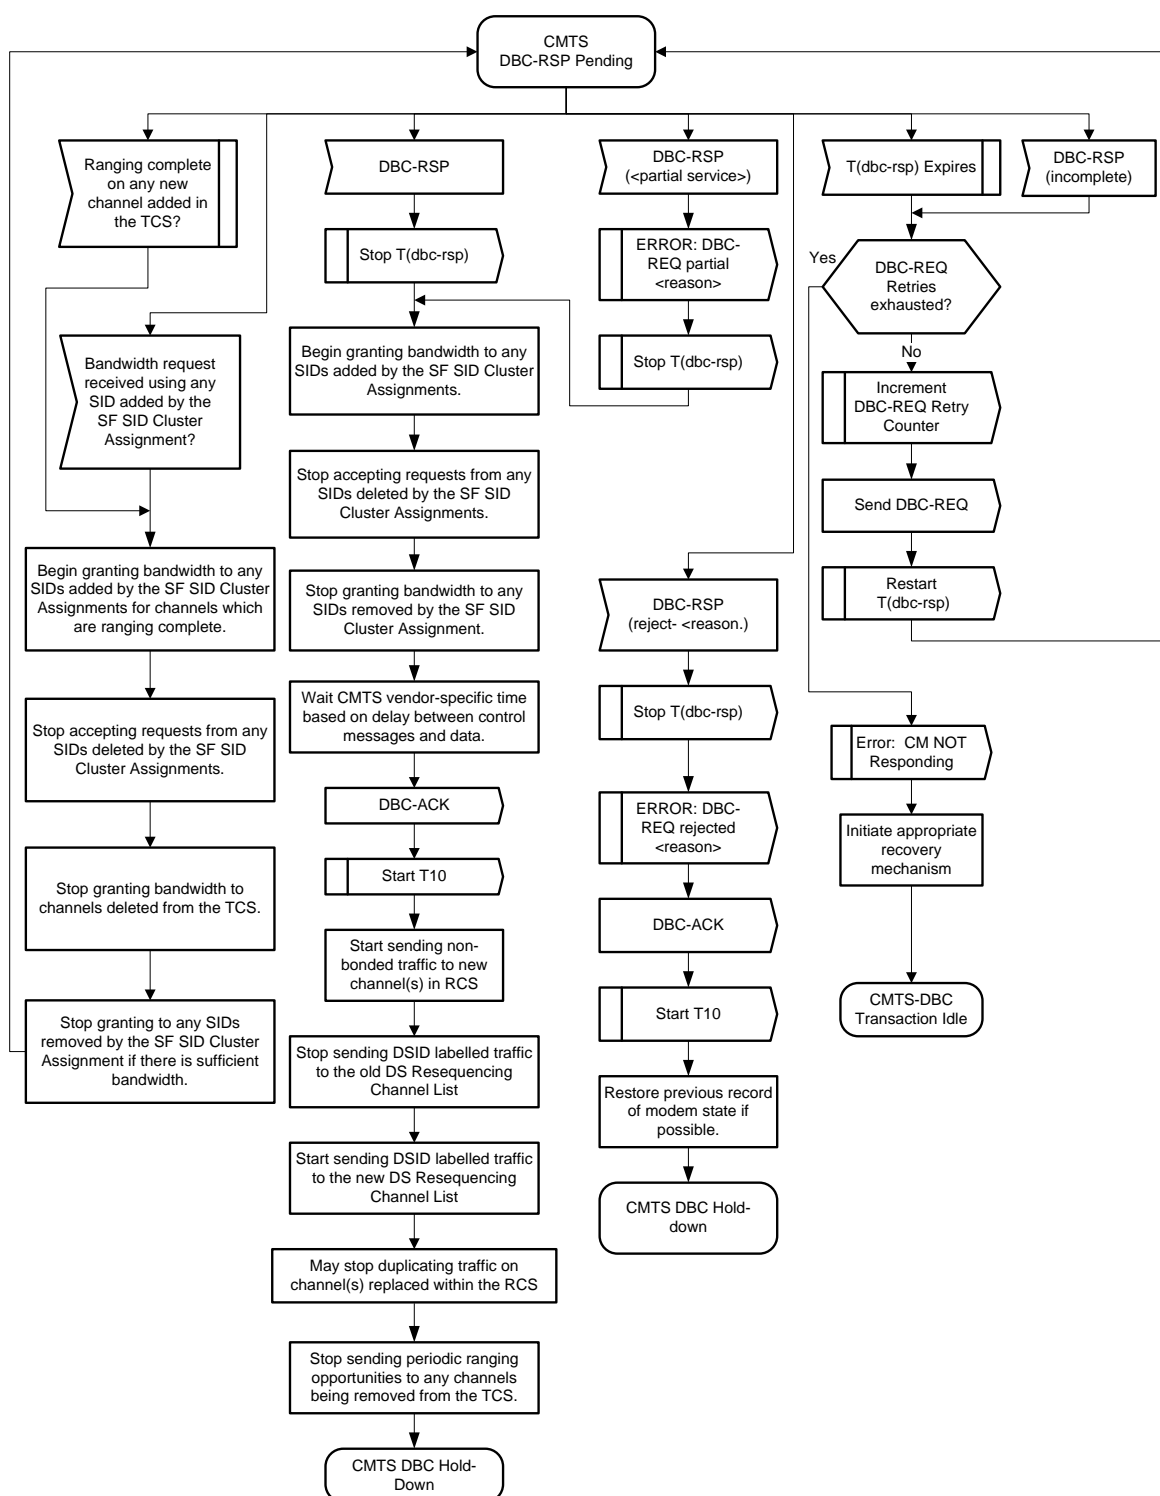 CMTS
DBC-RSP Pending
Ranging complete
on any new
channel added in
the TCS?
Bandwidth request
received using any
SID added by the
SF SID Cluster
Assignment?
Begin granting bandwidth to any
SIDs added by the SF SID Cluster
Assignments for channels which
are ranging complete.
Stop accepting requests from any
SIDs deleted by the SF SID
Cluster Assignments.
Stop granting bandwidth to
channels deleted from the TCS.
Stop granting to any SIDs
removed by the SF SID Cluster
Assignment if there is sufficient
bandwidth.
DBC-RSP
Stop T(dbc-rsp)
Begin granting bandwidth to any
SIDs added by the SF SID Cluster
Assignments.
Stop accepting requests from any
SIDs deleted by the SF SID
Cluster Assignments.
Stop granting bandwidth to any
SIDs removed by the SF SID
Cluster Assignment.
Wait CMTS vendor-specific time
based on delay between control
messages and data.
DBC-ACK
Start T10
Start sending non-
bonded traffic to new
channel(s) in RCS
Stop sending DSID labelled traffic
to the old DS Resequencing
Channel List
Start sending DSID labelled traffic
to the new DS Resequencing
Channel List
May stop duplicating traffic on
channel(s) replaced within the RCS
Stop sending periodic ranging
opportunities to any channels
being removed from the TCS.
CMTS DBC Hold-
Down
DBC-RSP
(<partial service>)
ERROR: DBC-
REQ partial
<reason>
Stop T(dbc-rsp)
DBC-RSP
(reject- <reason.)
Stop T(dbc-rsp)
ERROR: DBC-
REQ rejected
<reason>
DBC-ACK
Start T10
Restore previous record
of modem state if
possible.
CMTS DBC Hold-
down
T(dbc-rsp) Expires
DBC-RSP
(incomplete)
Yes
DBC-REQ
Retries
exhausted?
No
Increment
DBC-REQ Retry
Counter
Send DBC-REQ
Restart
T(dbc-rsp)
Error:  CM NOT
Responding
Initiate appropriate
recovery
mechanism
CMTS-DBC
Transaction Idle